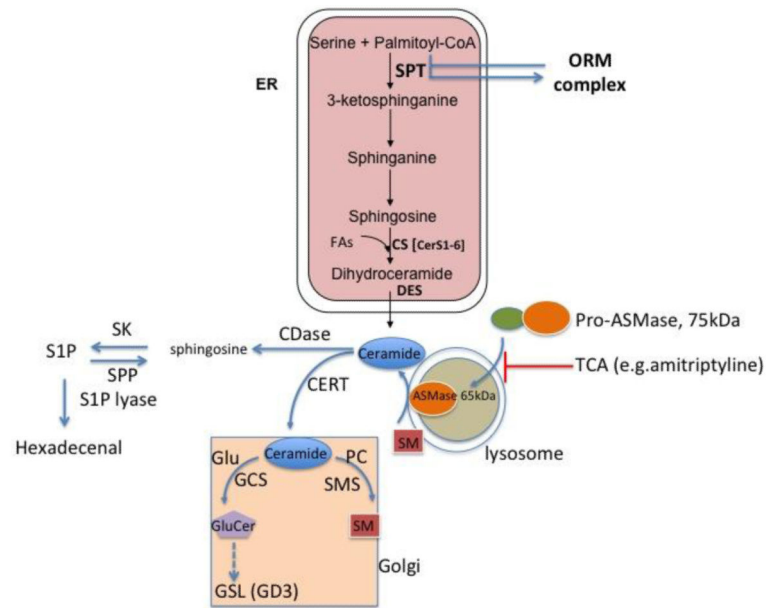 Serine + Palmitoyl-CoA
SPT
ORM
complex
ER
3-ketosphinganine
Sphinganine
Sphingosine
FAs
CS [CerS1-6]
Dihydroceramide
DES
Pro-ASMase, 75kDa
SK
CDase
S1P
sphingosine
Ceramide
TCA (e.g.amitriptyline)
SPP
S1P lyase
CERT
ASMase 65kDa
Hexadecenal
SM
lysosome
Glu
Ceramide
PC
GCS
SMS
GluCer
SM
Golgi
GSL (GD3)